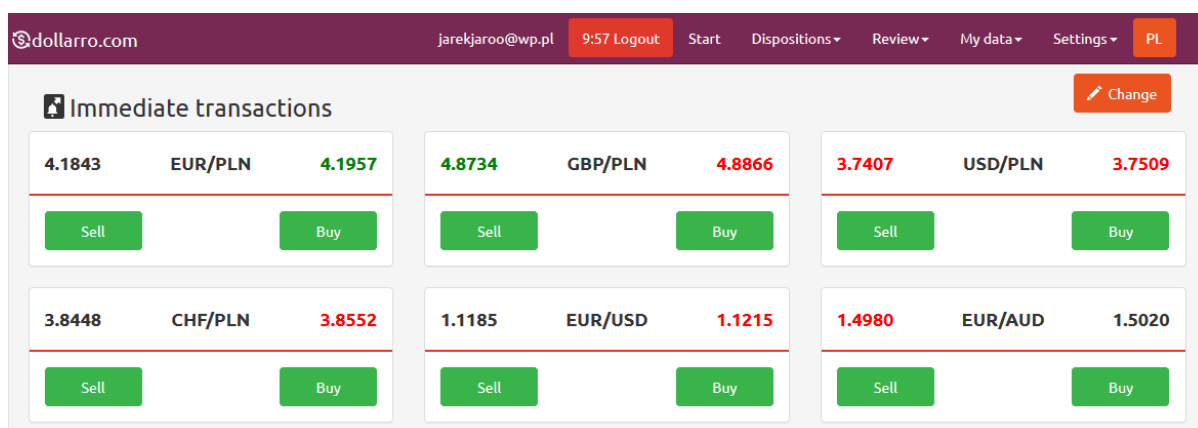 dollarro.com jarekjaroo@wp.pl 9:57 Logout Start Dispositions Review My data Settings PL
Immediate transactions Change
4.1843 EUR/PLN 4.1957 4.8734 GBP/PLN 4.8866 3.7407 USD/PLN 3.7509
Sell Buy Sell Buy Sell Buy
3.8448 CHF/PLN 3.8552 1.1185 EUR/USD 1.1215 1.4980 EUR/AUD 1.5020
Sell Buy Sell Buy Sell Buy